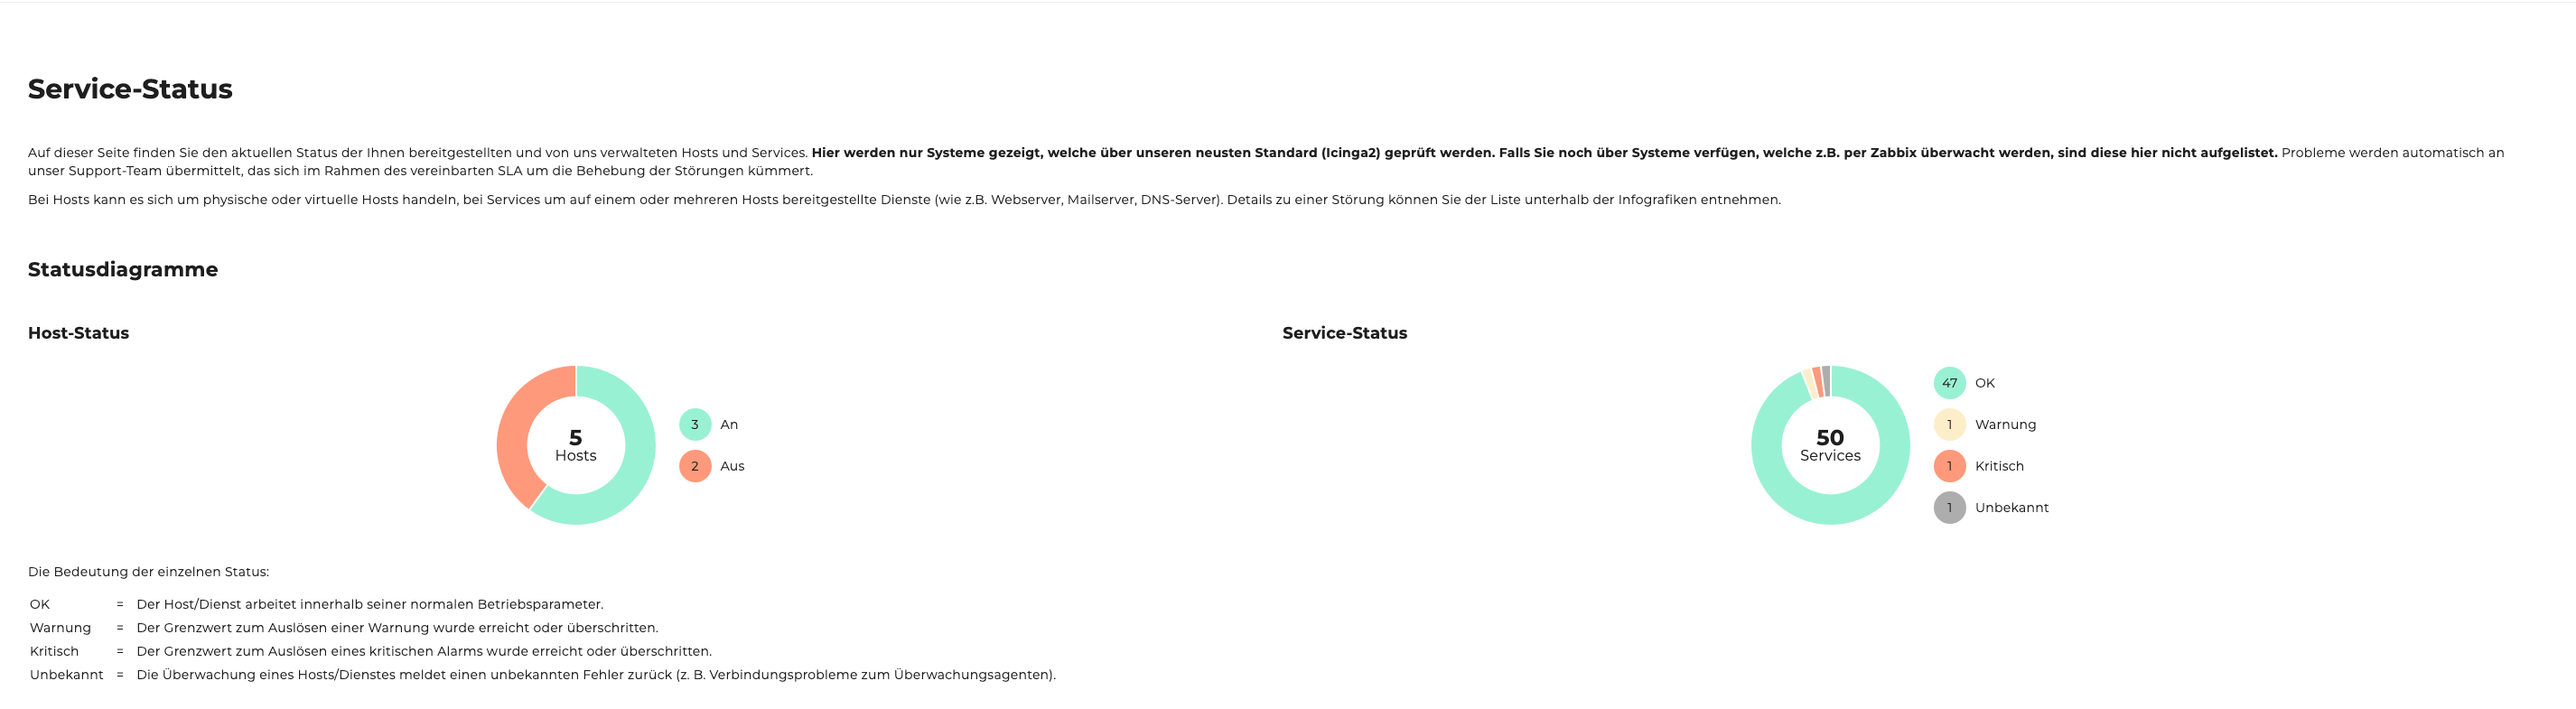 Service-Status
Auf dieser Seite finden Sie den aktuellen Status der Ihnen bereitgestellten und von uns verwalteten Hosts und Services. Hier werden nur Systeme gezeigt, welche über unseren neusten Standard (Icinga2) geprüft werden. Falls Sie noch über Systeme verfügen, welche z.B. per Zabbix überwacht werden, sind diese hier nicht aufgelistet. Probleme werden automatisch an
unser Support-Team übermittelt, das sich im Rahmen des vereinbarten SLA um die Behebung der Störungen kümmert.
Bei Hosts kann es sich um physische oder virtuelle Hosts handeln, bei Services um auf einem oder mehreren Hosts bereitgestellte Dienste (wie z.B. Webserver, Mailserver, DNS-Server). Details zu einer Störung können Sie der Liste unterhalb der Infografiken entnehmen.
Statusdiagramme
Host-Status
5
Hosts
3 An
2 Aus
Service-Status
50
Services
47 OK
1 Warnung
1 Kritisch
1 Unbekannt
Die Bedeutung der einzelnen Status:
OK = Der Host/Dienst arbeitet innerhalb seiner normalen Betriebsparameter.
Warnung = Der Grenzwert zum Auslösen einer Warnung wurde erreicht oder überschritten.
Kritisch = Der Grenzwert zum Auslösen eines kritischen Alarms wurde erreicht oder überschritten.
Unbekannt = Die Überwachung eines Hosts/Dienstes meldet einen unbekannten Fehler zurück (z. B. Verbindungsprobleme zum Überwachungsagenten).